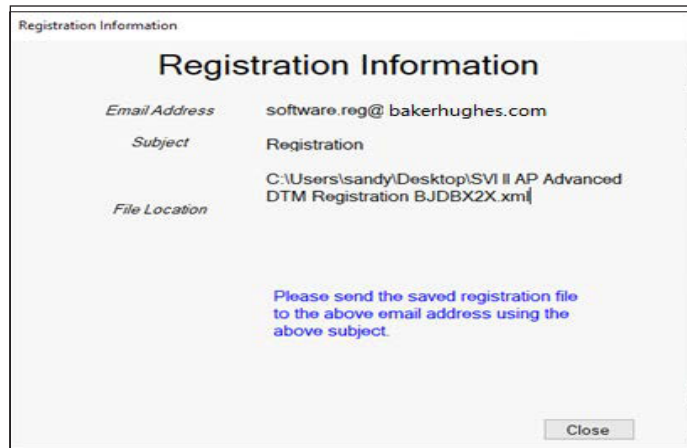 Registration Information
Registration Information
Email Address software.reg@ bakerhughes.com
Subject Registration
File Location C:\Users\sandy\Desktop\SVI II AP Advanced
DTM Registration BJDBX2X.xml
Please send the saved registration file
to the above email address using the
above subject.
Close